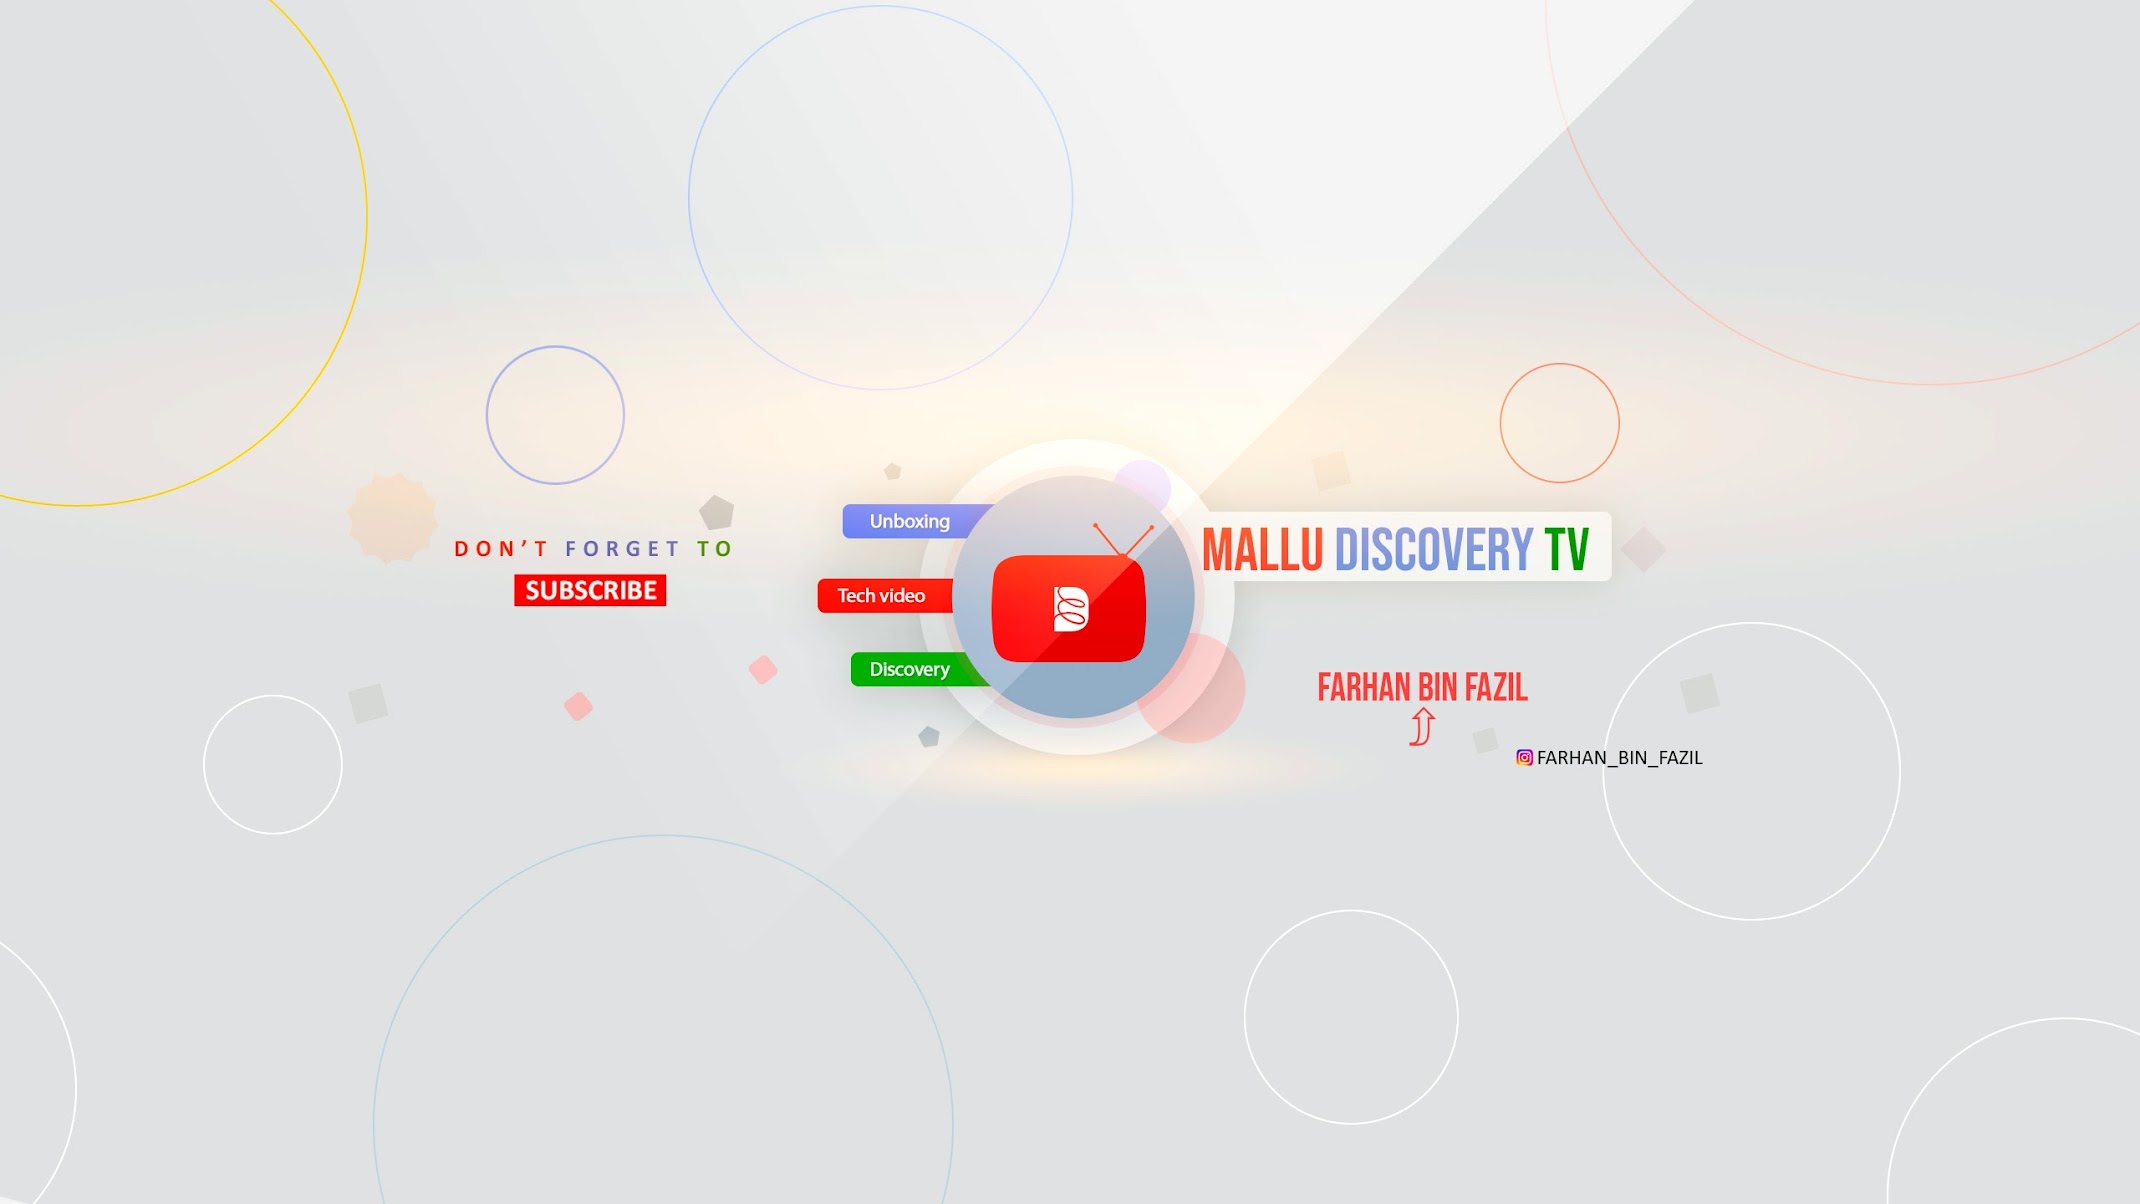 DON'T FORGET TO
SUBSCRIBE
Unboxing
Tech video
Discovery
MALLU DISCOVERY TV
FARHAN BIN FAZIL
FARHAN_BIN_FAZIL